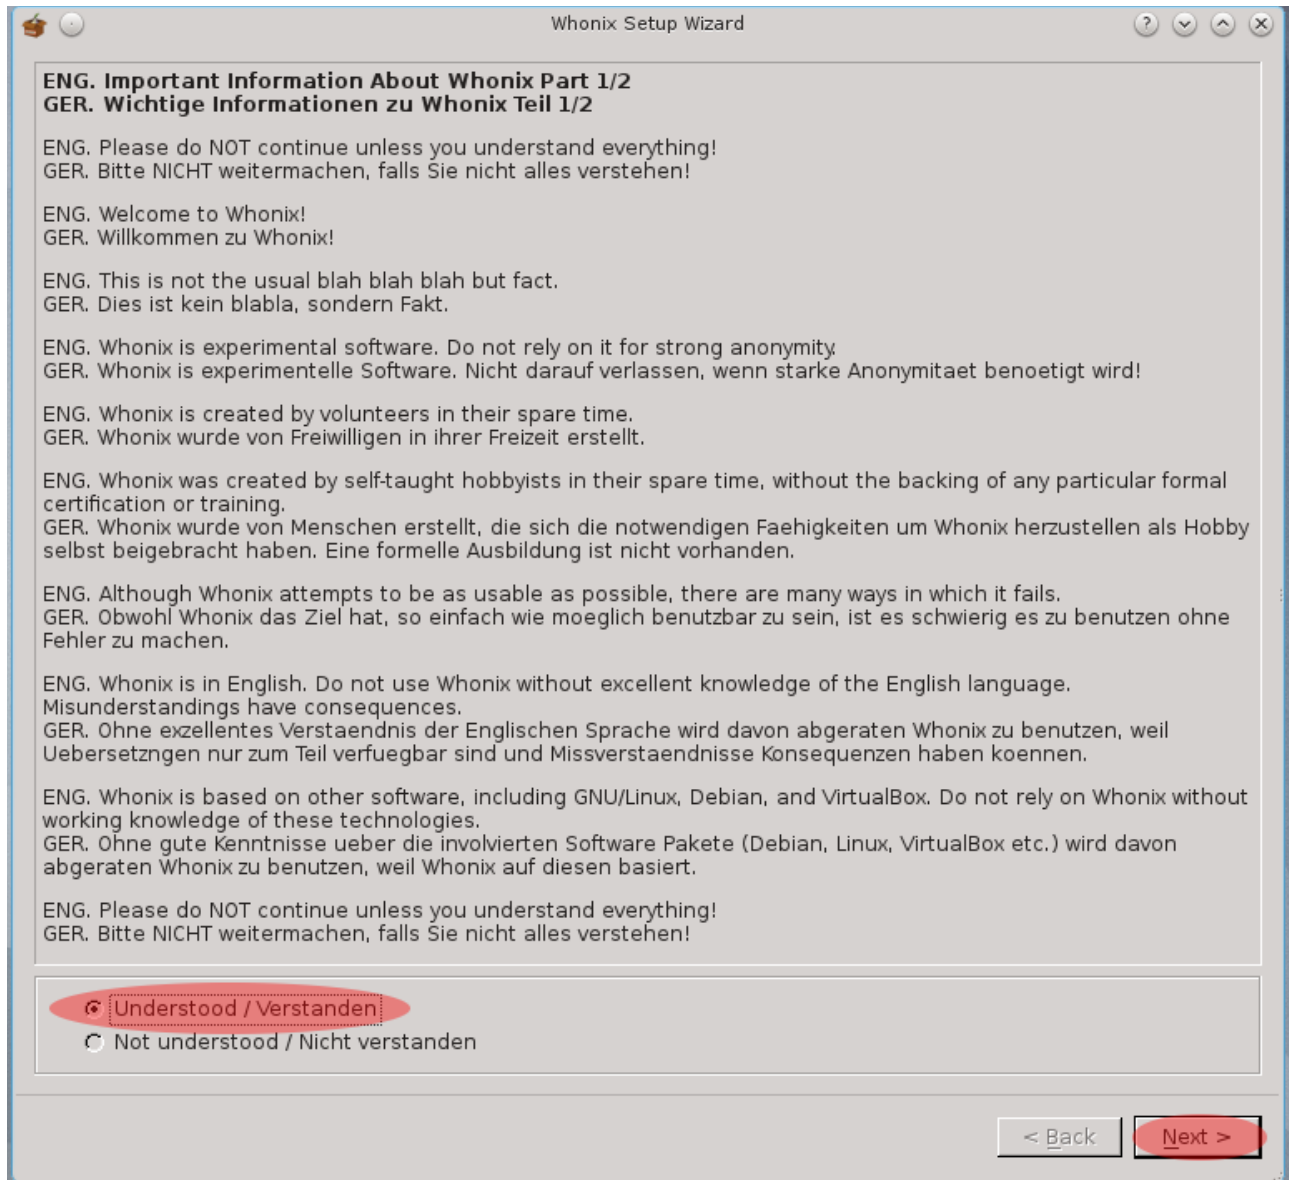 Whonix Setup Wizard
ENG. Important Information About Whonix Part 1/2
GER. Wichtige Informationen zu Whonix Teil 1/2
ENG. Please do NOT continue unless you understand everything!
GER. Bitte NICHT weitermachen, falls Sie nicht alles verstehen!
ENG. Welcome to Whonix!
GER. Willkommen zu Whonix!
ENG. This is not the usual blah blah blah but fact.
GER. Dies ist kein blabla, sondern Fakt.
ENG. Whonix is experimental software. Do not rely on it for strong anonymity.
GER. Whonix is experimentelle Software. Nicht darauf verlassen, wenn starke Anonymitaet benoetigt wird!
ENG. Whonix is created by volunteers in their spare time.
GER. Whonix wurde von Freiwilligen in ihrer Freizeit erstellt.
ENG. Whonix was created by self-taught hobbyists in their spare time, without the backing of any particular formal
certification or training.
GER. Whonix wurde von Menschen erstellt, die sich die notwendigen Faehigkeiten um Whonix herzustellen als Hobby
selbst beigebracht haben. Eine formelle Ausbildung ist nicht vorhanden.
ENG. Although Whonix attempts to be as usable as possible, there are many ways in which it fails.
GER. Obwohl Whonix das Ziel hat, so einfach wie moeglich benutzbar zu sein, ist es schwierig es zu benutzen ohne
Fehler zu machen.
ENG. Whonix is in English. Do not use Whonix without excellent knowledge of the English language.
Misunderstandings have consequences.
GER. Ohne exzellentes Verstaendnis der Englischen Sprache wird davon abgeraten Whonix zu benutzen, weil
Uebersetzngen nur zum Teil verfuegbar sind und Missverstaendnisse Konsequenzen haben koennen.
ENG. Whonix is based on other software, including GNU/Linux, Debian, and VirtualBox. Do not rely on Whonix without
working knowledge of these technologies.
GER. Ohne gute Kenntnisse ueber die involvierten Software Pakete (Debian, Linux, VirtualBox etc.) wird davon
abgeraten Whonix zu benutzen, weil Whonix auf diesen basiert.
ENG. Please do NOT continue unless you understand everything!
GER. Bitte NICHT weitermachen, falls Sie nicht alles verstehen!
Understood / Verstanden
Not understood / Nicht verstanden
< Back
Next >